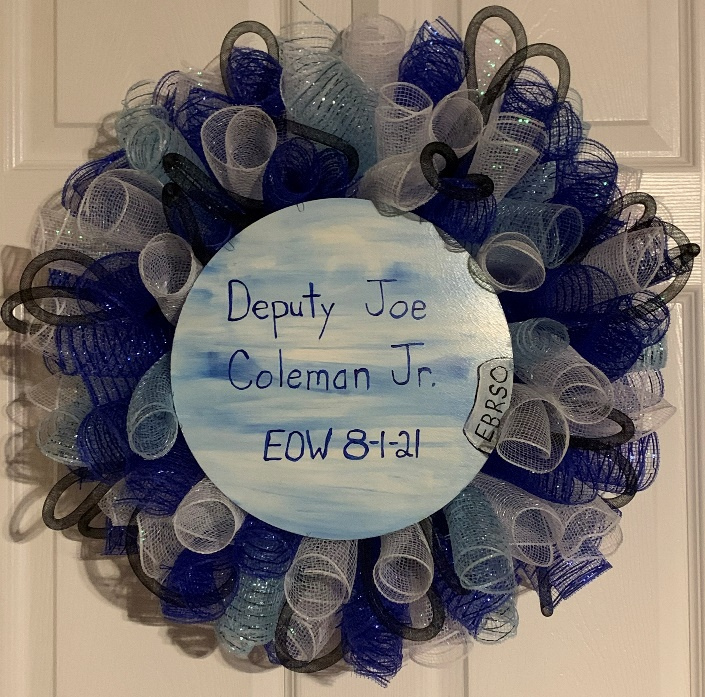 Deputy Joe
Coleman Jr.
EOW 8-1-21
EBRSO